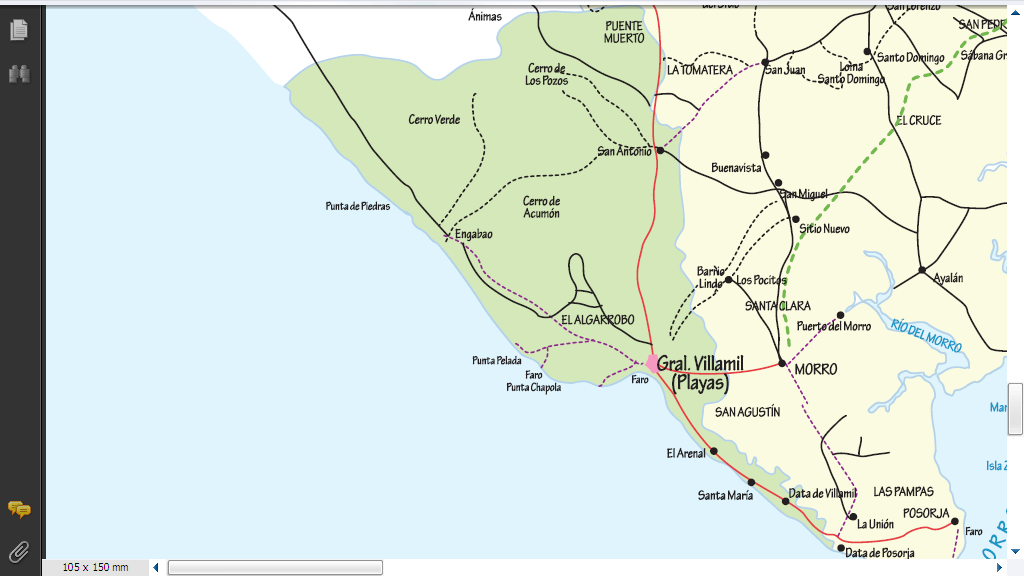 Ánimas
PUENTE
MUERTO
San Lorenzo
SAN PEDR
Santo Domingo
Sábana Gr
LA TOMATERA
San Juan
Loma
Santo Domingo
Cerro de
Los Pozos
Cerro Verde
EL CRUCE
San Antonio
Buenavista
San Miguel
Punta de Piedras
Cerro de
Acumón
Engabao
Sitio Nuevo
Barrio
Lindo
Los Pocitos
Ayalán
SANTA CLARA
EL ALGARROBO
Puerto del Morro
RÍO DEL MORRO
Punta Pelada
Faro
Punta Chapola
Faro
Gral. Villamil
(Playas)
MORRO
SAN AGUSTÍN
Mar
El Arenal
Isla Z
Santa María
Data de Villamil
LAS PAMPAS
POSORJA
La Unión
Faro
ORR
Data de Posorja
105 x 150 mm